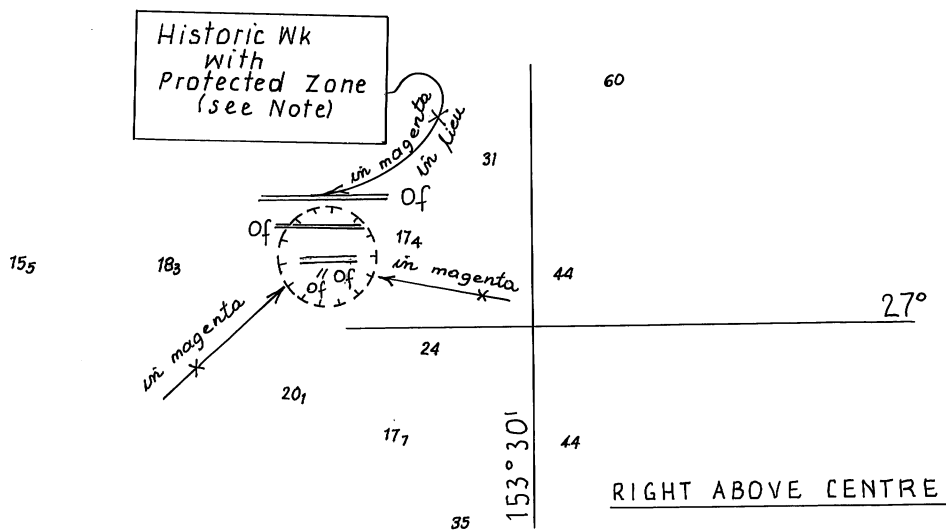 Historic Wk
with
Protected Zone
(see Note)
60
in magenta
in lieu
31
Of
Of
17₄
15₅
18₃
in magenta
44
Of " Of
27°
in magenta
24
20₁
17₇
153° 30'
44
RIGHT ABOVE CENTRE
35